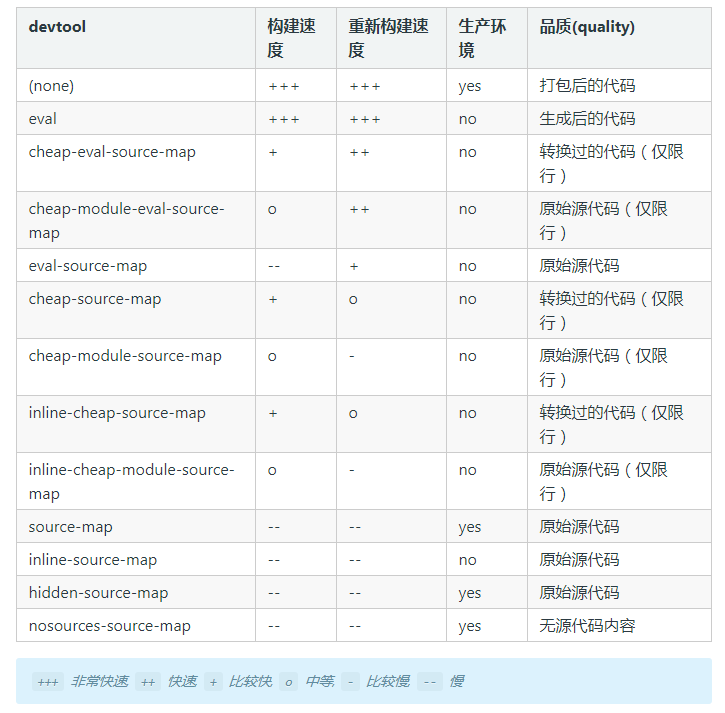 devtool 构建速度 重新构建速度 生产环境 品质(quality)
(none) +++ +++ yes 打包后的代码
eval +++ +++ no 生成后的代码
cheap-eval-source-map + ++ no 转换过的代码（仅限行）
cheap-module-eval-source-map o ++ no 原始源代码（仅限行）
eval-source-map -- + no 原始源代码
cheap-source-map + o no 转换过的代码（仅限行）
cheap-module-source-map o - no 原始源代码（仅限行）
inline-cheap-source-map + o no 转换过的代码（仅限行）
inline-cheap-module-source-map o - no 原始源代码（仅限行）
source-map -- -- yes 原始源代码
inline-source-map -- -- no 原始源代码
hidden-source-map -- -- yes 原始源代码
nosources-source-map -- -- yes 无源代码内容
+++ 非常快速, ++ 快速, + 比较快, o 中等, - 比较慢, -- 慢